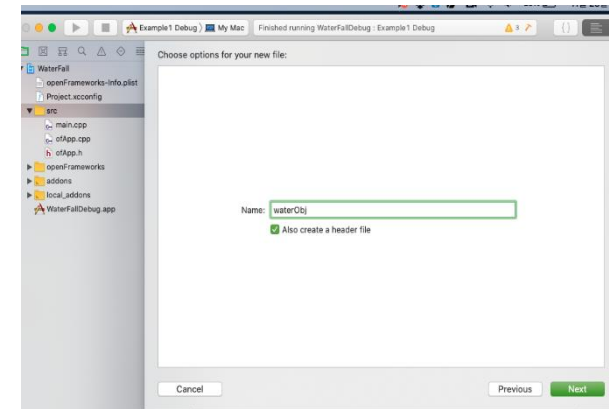 Example1 Debug
My Mac
Finished running WaterFallDebug : Example1 Debug
3
WaterFall
openFrameworks-Info.plist
Project.xcconfig
src
main.cpp
ofApp.cpp
ofApp.h
openFrameworks
addons
local_addons
WaterFallDebug.app
Choose options for your new file:
Name: waterObj
Also create a header file
Cancel
Previous
Next